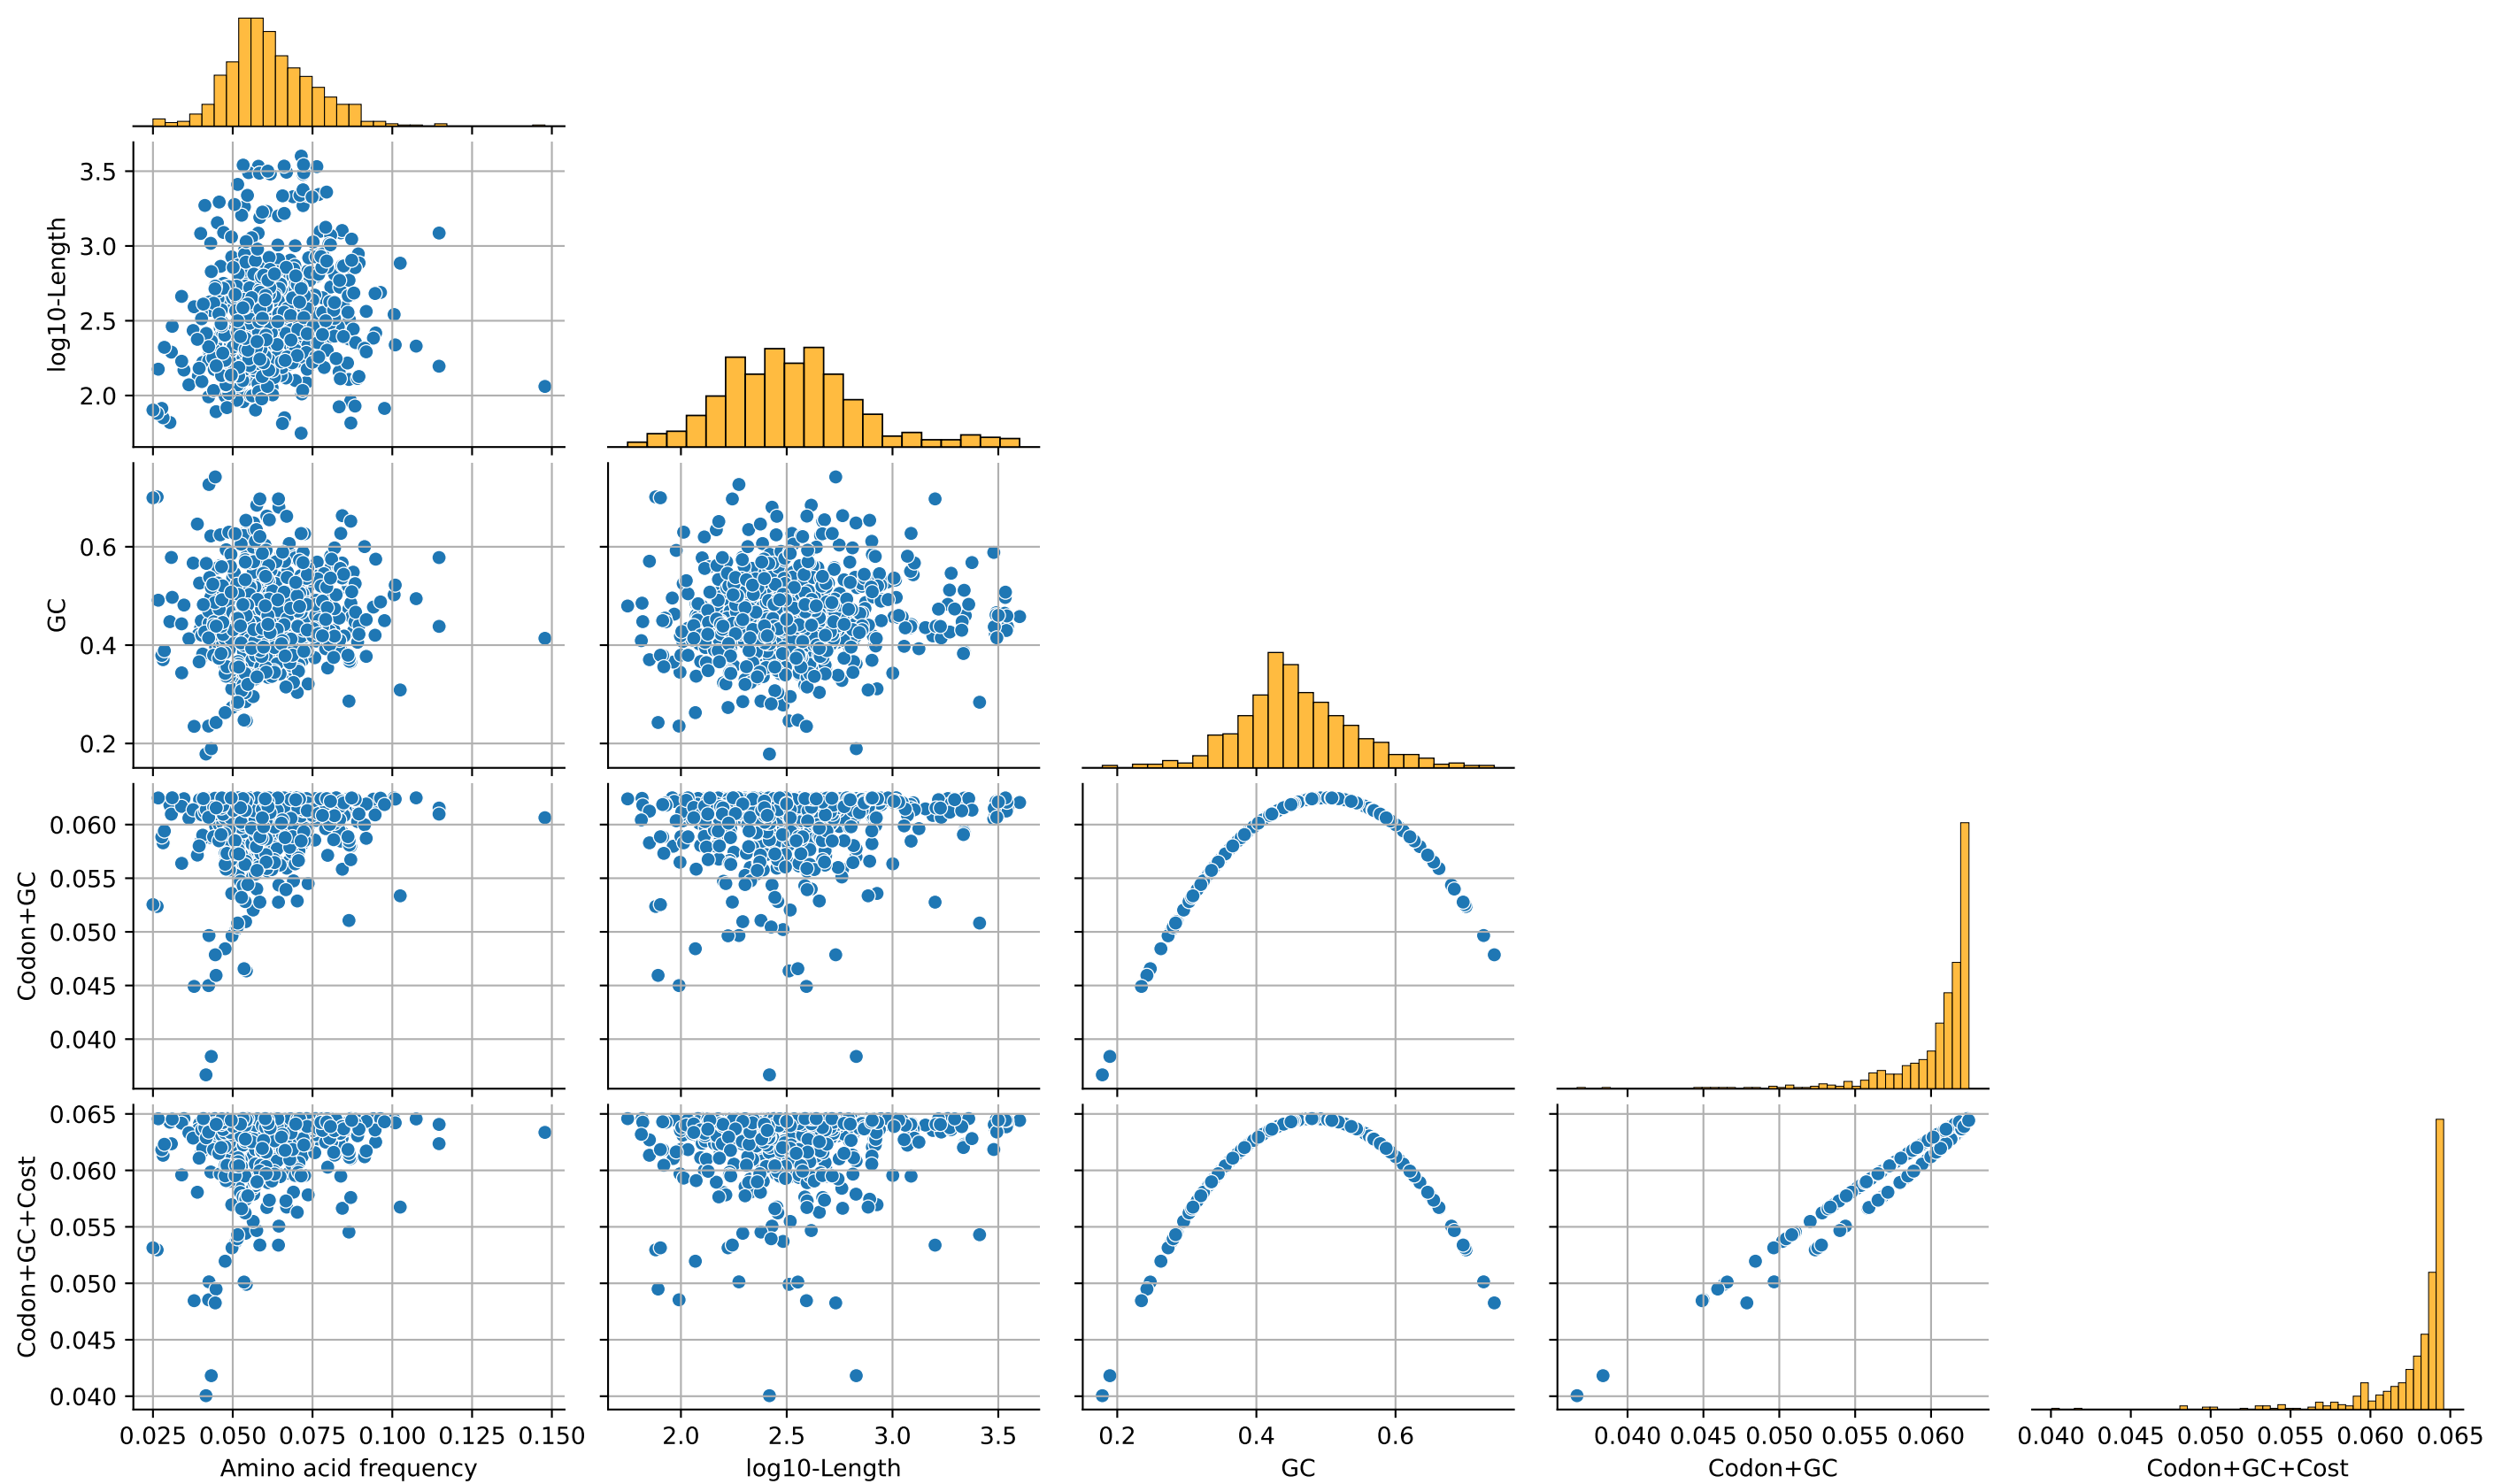 3.5
3.0
2.5
2.0
log10-Length
0.6
0.4
0.2
GC
0.060
0.055
0.050
0.045
0.040
Codon+GC
0.065
0.060
0.055
0.050
0.045
0.040
Codon+GC+Cost
0.025 0.050 0.075 0.100 0.125 0.150
Amino acid frequency
2.0 2.5 3.0 3.5
log10-Length
0.2 0.4 0.6
GC
0.040 0.045 0.050 0.055 0.060
Codon+GC
0.040 0.045 0.050 0.055 0.060 0.065
Codon+GC+Cost